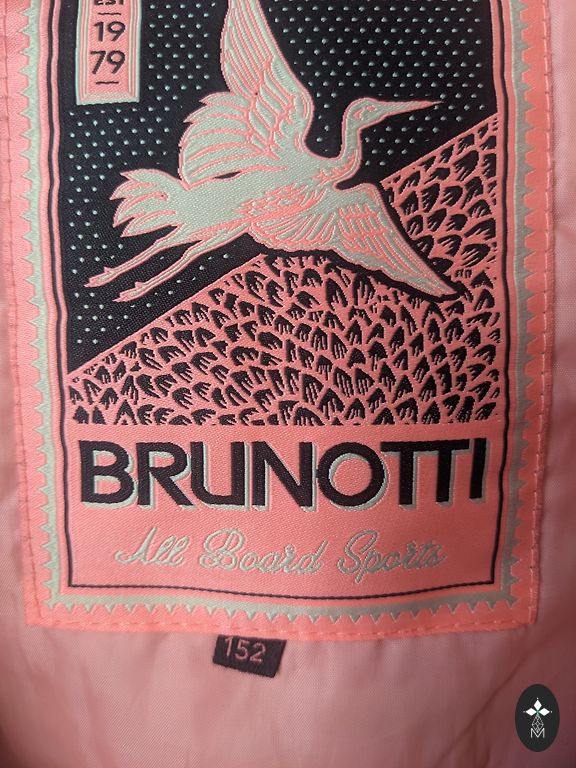 EST
19
79
BRUNOTTI
All Board Sports
152
M